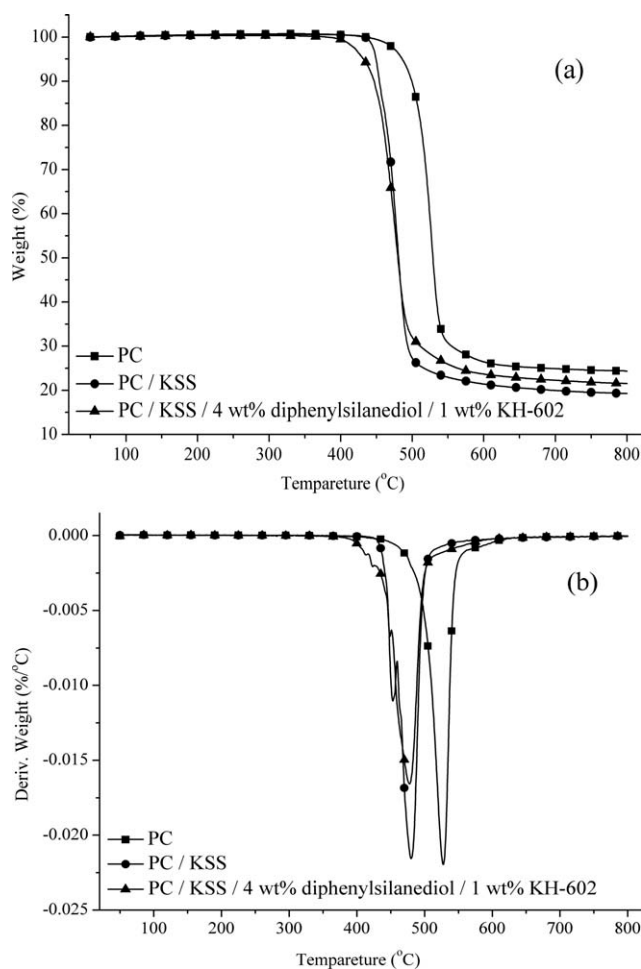 (a)
100
90
80
70
60
50
40
30
20
10
Weight (%)
PC
PC / KSS
PC / KSS / 4 wt% diphenylsilanediol / 1 wt% KH-602
100 200 300 400 500 600 700 800
Tempareture (°C)
(b)
0.000
-0.005
-0.010
-0.015
-0.020
-0.025
Deriv. Weight (%/°C)
PC
PC / KSS
PC / KSS / 4 wt% diphenylsilanediol / 1 wt% KH-602
100 200 300 400 500 600 700 800
Tempareture (°C)